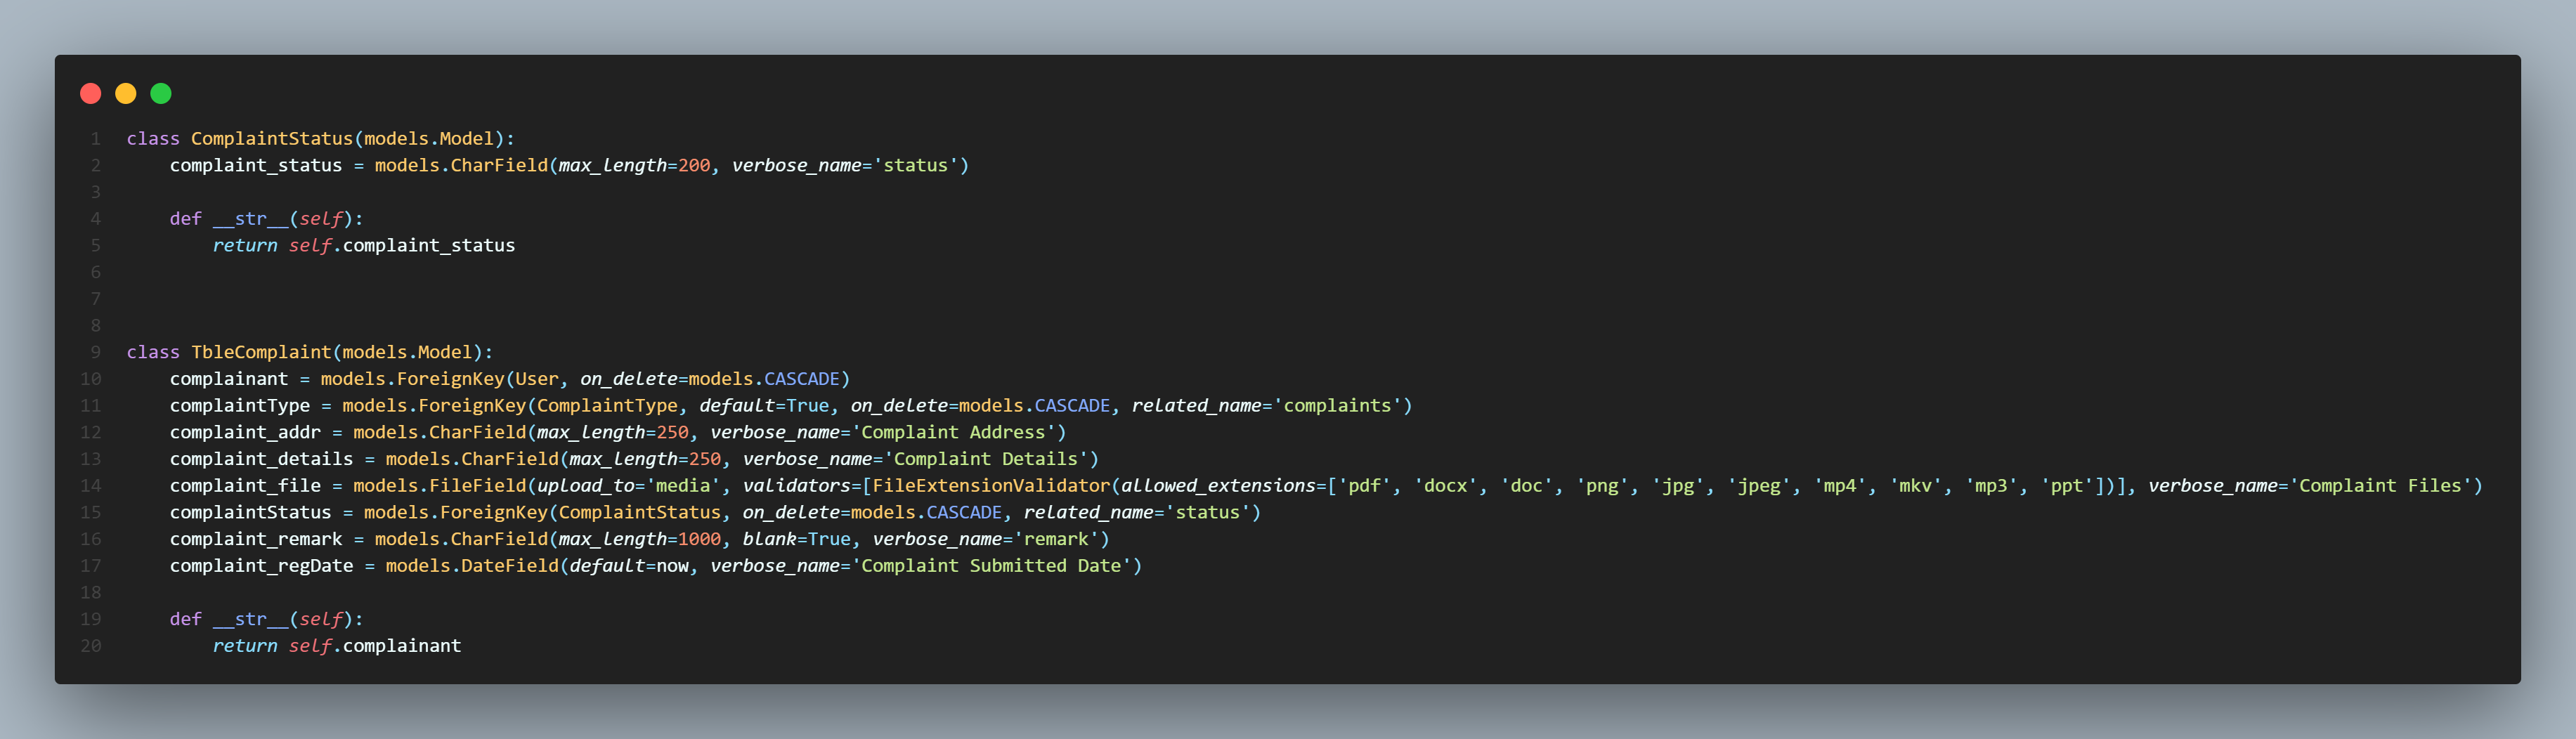 1 class ComplaintStatus(models.Model):
2     complaint_status = models.CharField(max_length=200, verbose_name='status')
3
4     def __str__(self):
5         return self.complaint_status
6
7
8
9 class TbleComplaint(models.Model):
10     complainant = models.ForeignKey(User, on_delete=models.CASCADE)
11     complaintType = models.ForeignKey(ComplaintType, default=True, on_delete=models.CASCADE, related_name='complaints')
12     complaint_addr = models.CharField(max_length=250, verbose_name='Complaint Address')
13     complaint_details = models.CharField(max_length=250, verbose_name='Complaint Details')
14     complaint_file = models.FileField(upload_to='media', validators=[FileExtensionValidator(allowed_extensions=['pdf', 'docx', 'doc', 'png', 'jpg', 'jpeg', 'mp4', 'mkv', 'mp3', 'ppt'])], verbose_name='Complaint Files')
15     complaintStatus = models.ForeignKey(ComplaintStatus, on_delete=models.CASCADE, related_name='status')
16     complaint_remark = models.CharField(max_length=1000, blank=True, verbose_name='remark')
17     complaint_regDate = models.DateField(default=now, verbose_name='Complaint Submitted Date')
18
19     def __str__(self):
20         return self.complainant